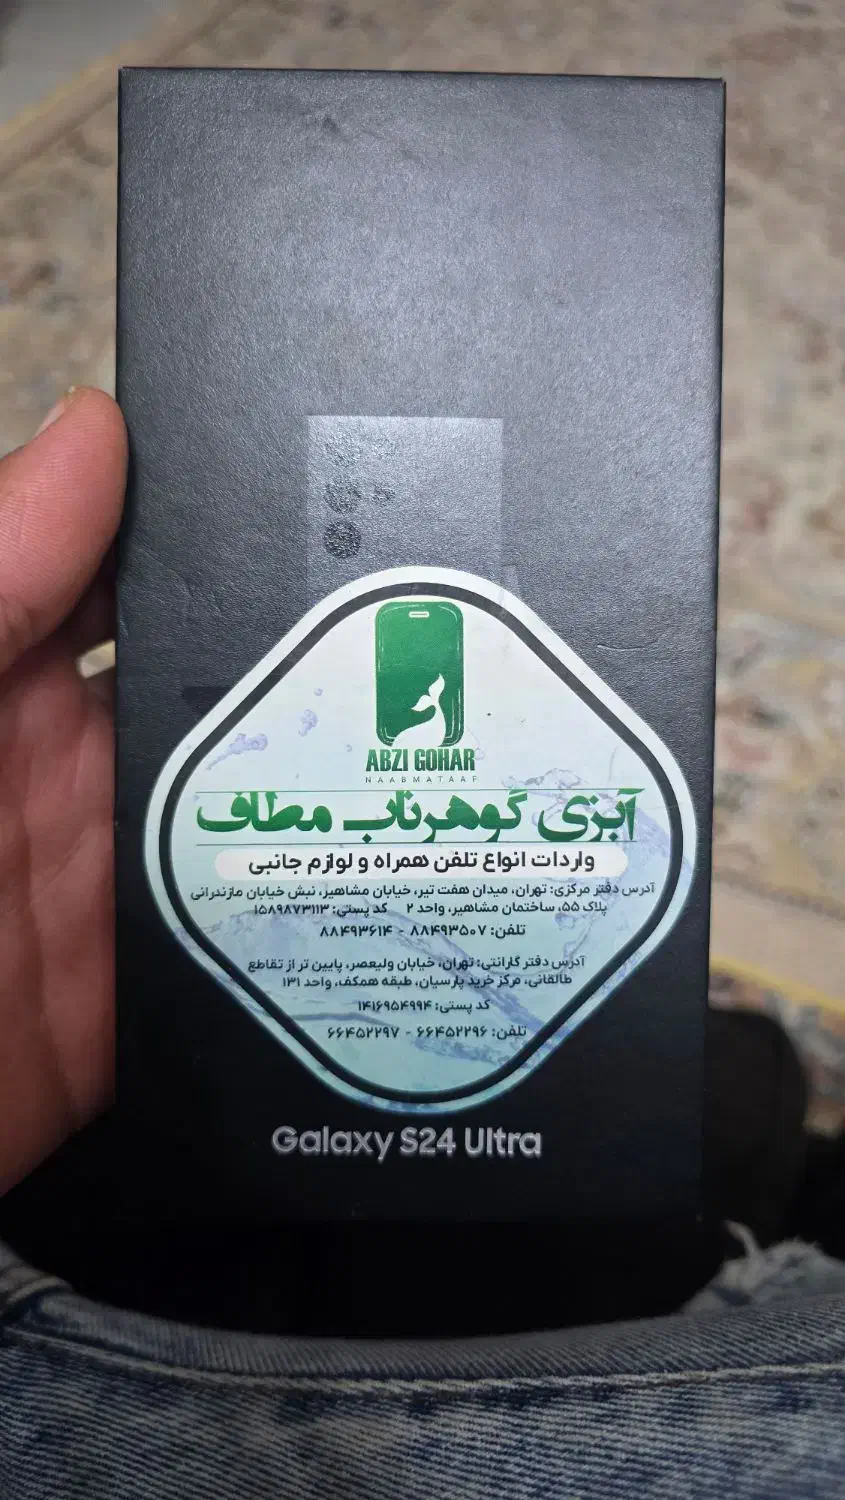 ABZI GOHAR
NAABMATAAF
آبزی گوهر ناب مطاف
واردات انواع تلفن همراه و لوازم جانبی
آدرس دفتر مرکزی: تهران، میدان هفت تیر، خیابان مشاهیر، نبش خیابان مازندرانی
پلاک ۵۵، ساختمان مشاهیر، واحد ۲ کد پستی: ۱۵۸۹۸۷۳۱۱۳
تلفن: ۸۸۴۹۳۵۰۷ - ۸۸۴۹۳۶۱۴
آدرس دفتر گارانتی: تهران، خیابان ولیعصر، پایین تر از تقاطع
طالقانی، مرکز خرید پارسیان، طبقه همکف، واحد ۱۳۱
کد پستی: ۱۴۱۶۹۵۴۹۹۴
تلفن: ۶۶۴۵۲۲۹۶ - ۶۶۴۵۲۲۹۷
Galaxy S24 Ultra